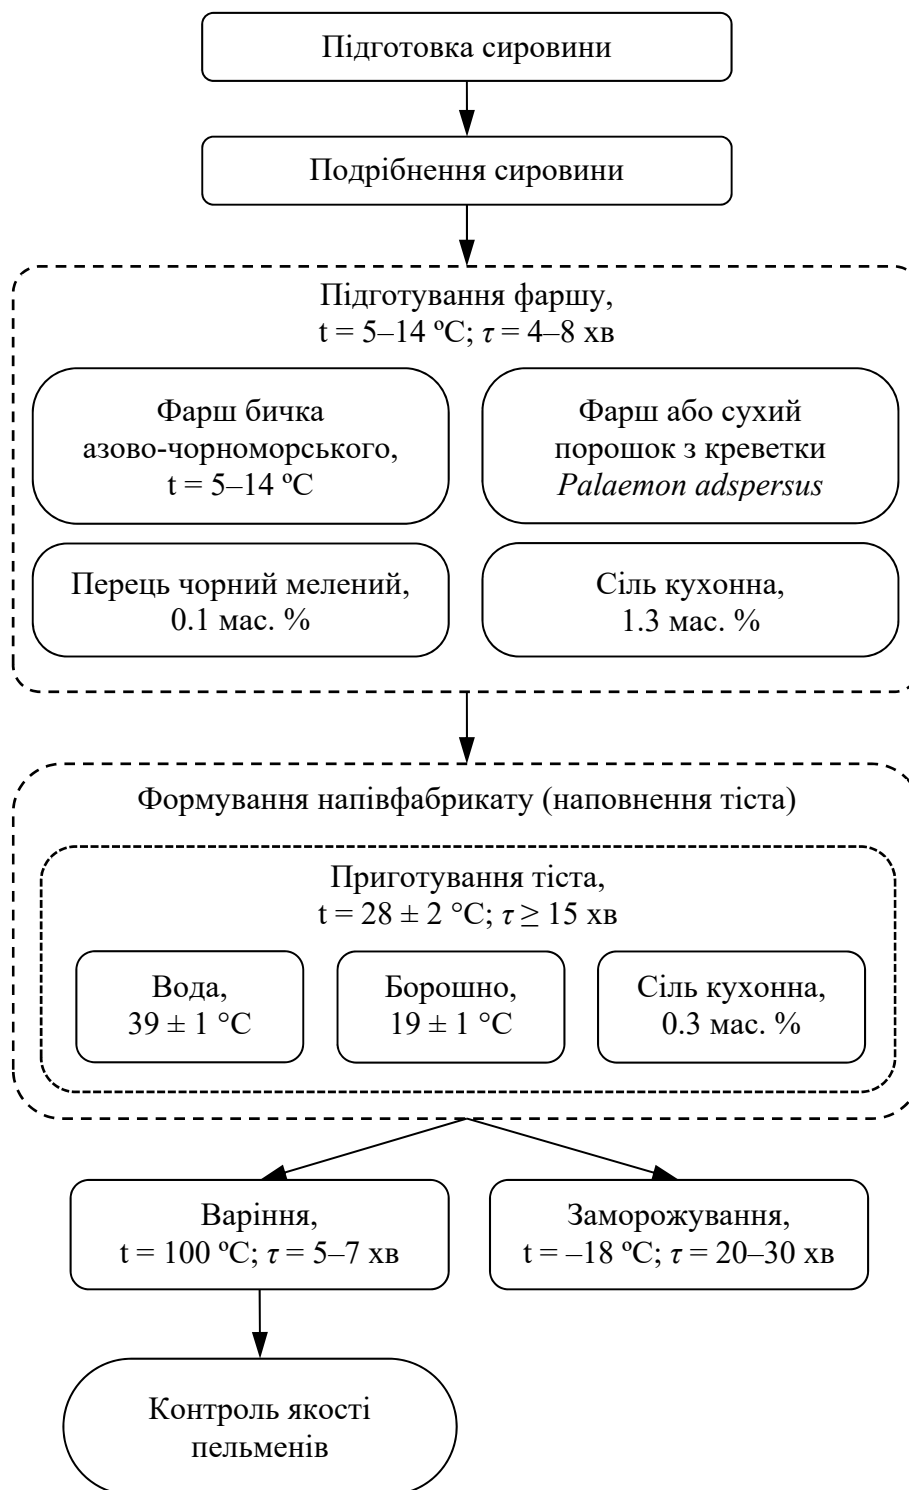 Підготовка сировини
Подрібнення сировини
Підготування фаршу,
t = 5–14 ºC; τ = 4–8 хв
Фарш бичка
азово-чорноморського,
t = 5–14 ºC
Фарш або сухий
порошок з креветки
Palaemon adspersus
Перець чорний мелений,
0.1 мас. %
Сіль кухонна,
1.3 мас. %
Формування напівфабрикату (наповнення тіста)
Приготування тіста,
t = 28 ± 2 °C; τ ≥ 15 хв
Вода,
39 ± 1 °C
Борошно,
19 ± 1 °C
Сіль кухонна,
0.3 мас. %
Варіння,
t = 100 ºC; τ = 5–7 хв
Заморожування,
t = –18 ºC; τ = 20–30 хв
Контроль якості
пельменів